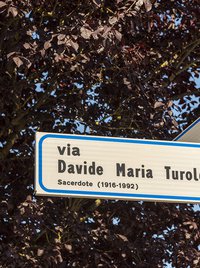 via
Davide Maria Turol
Sacerdote (1916-1992)